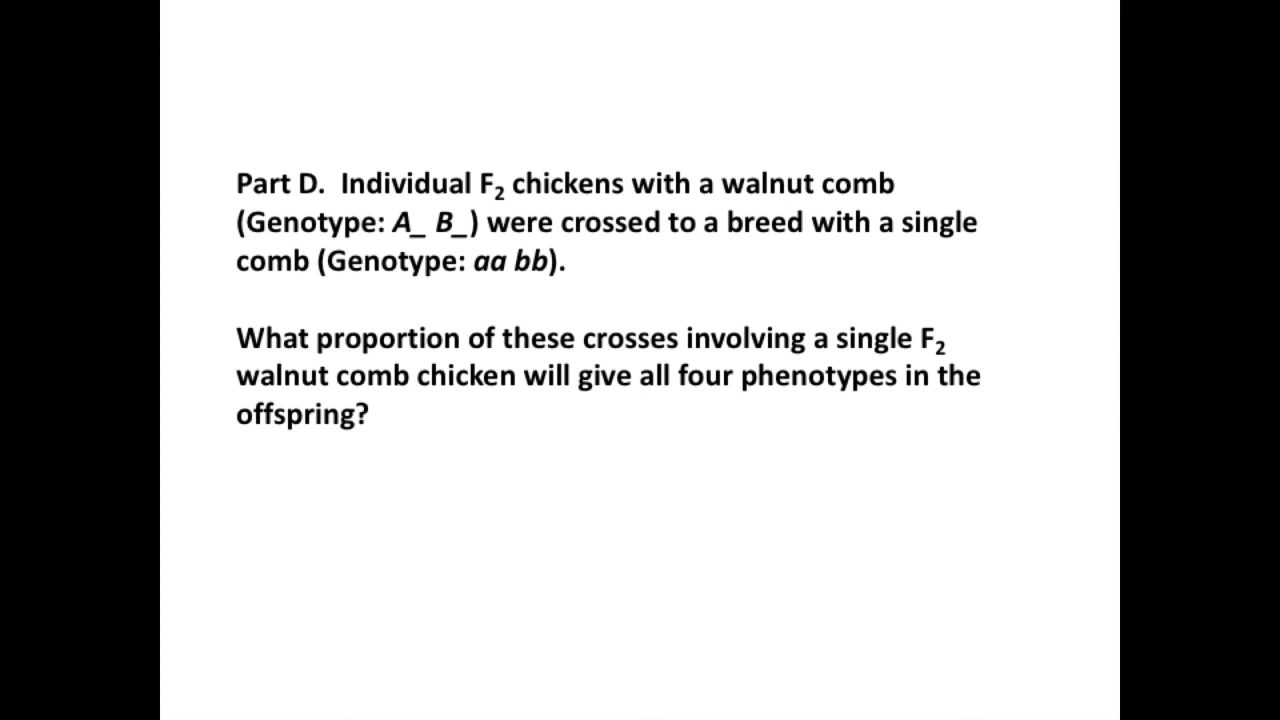 Part D.  Individual F2 chickens with a walnut comb
(Genotype: A_ B_) were crossed to a breed with a single
comb (Genotype: aa bb).
What proportion of these crosses involving a single F2
walnut comb chicken will give all four phenotypes in the
offspring?